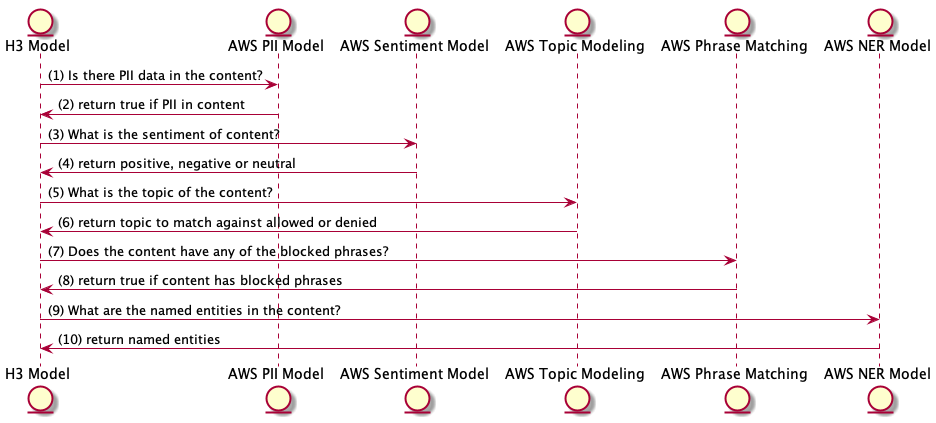 H3 Model AWS PII Model AWS Sentiment Model AWS Topic Modeling AWS Phrase Matching AWS NER Model
(1) Is there PII data in the content?
(2) return true if PII in content
(3) What is the sentiment of content?
(4) return positive, negative or neutral
(5) What is the topic of the content?
(6) return topic to match against allowed or denied
(7) Does the content have any of the blocked phrases?
(8) return true if content has blocked phrases
(9) What are the named entities in the content?
(10) return named entities
H3 Model AWS PII Model AWS Sentiment Model AWS Topic Modeling AWS Phrase Matching AWS NER Model